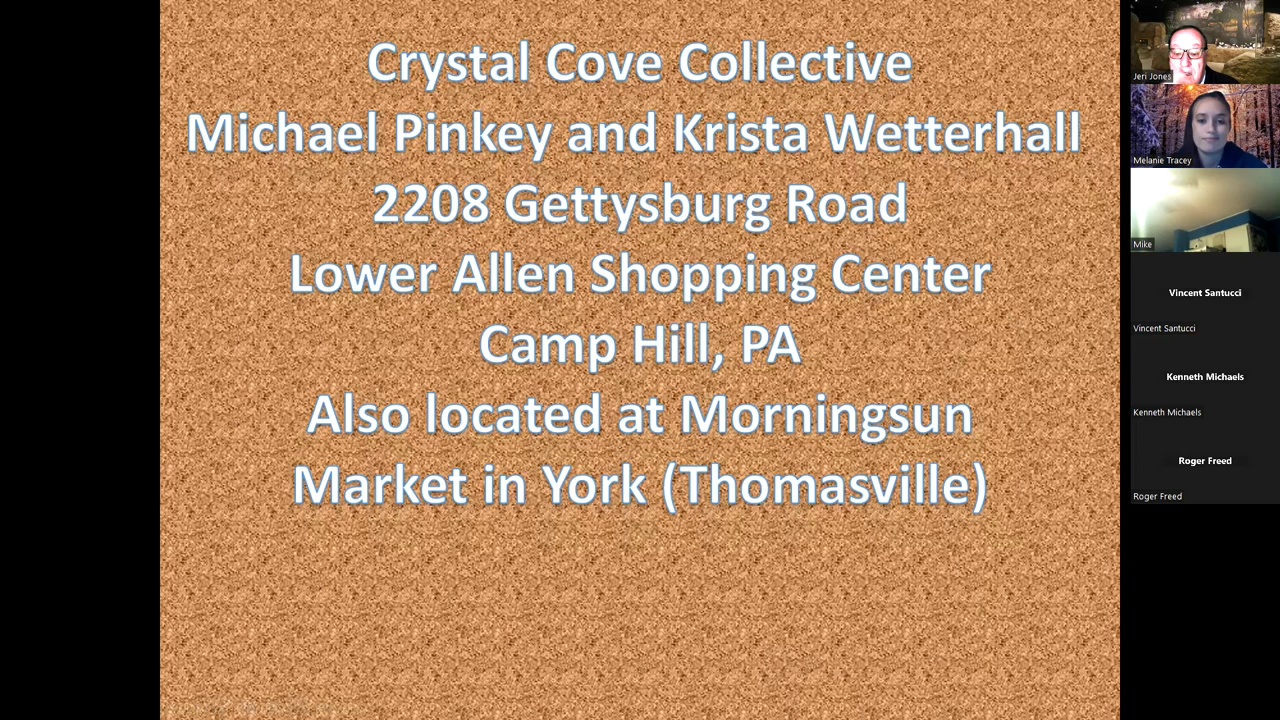 Crystal Cove Collective
Michael Pinkey and Krista Wetterhall
2208 Gettysburg Road
Lower Allen Shopping Center
Camp Hill, PA
Also located at Morningsun
Market in York (Thomasville)
Jeri Jones
Melanie Tracey
Mike
Vincent Santucci
Vincent Santucci
Kenneth Michaels
Kenneth Michaels
Roger Freed
Roger Freed